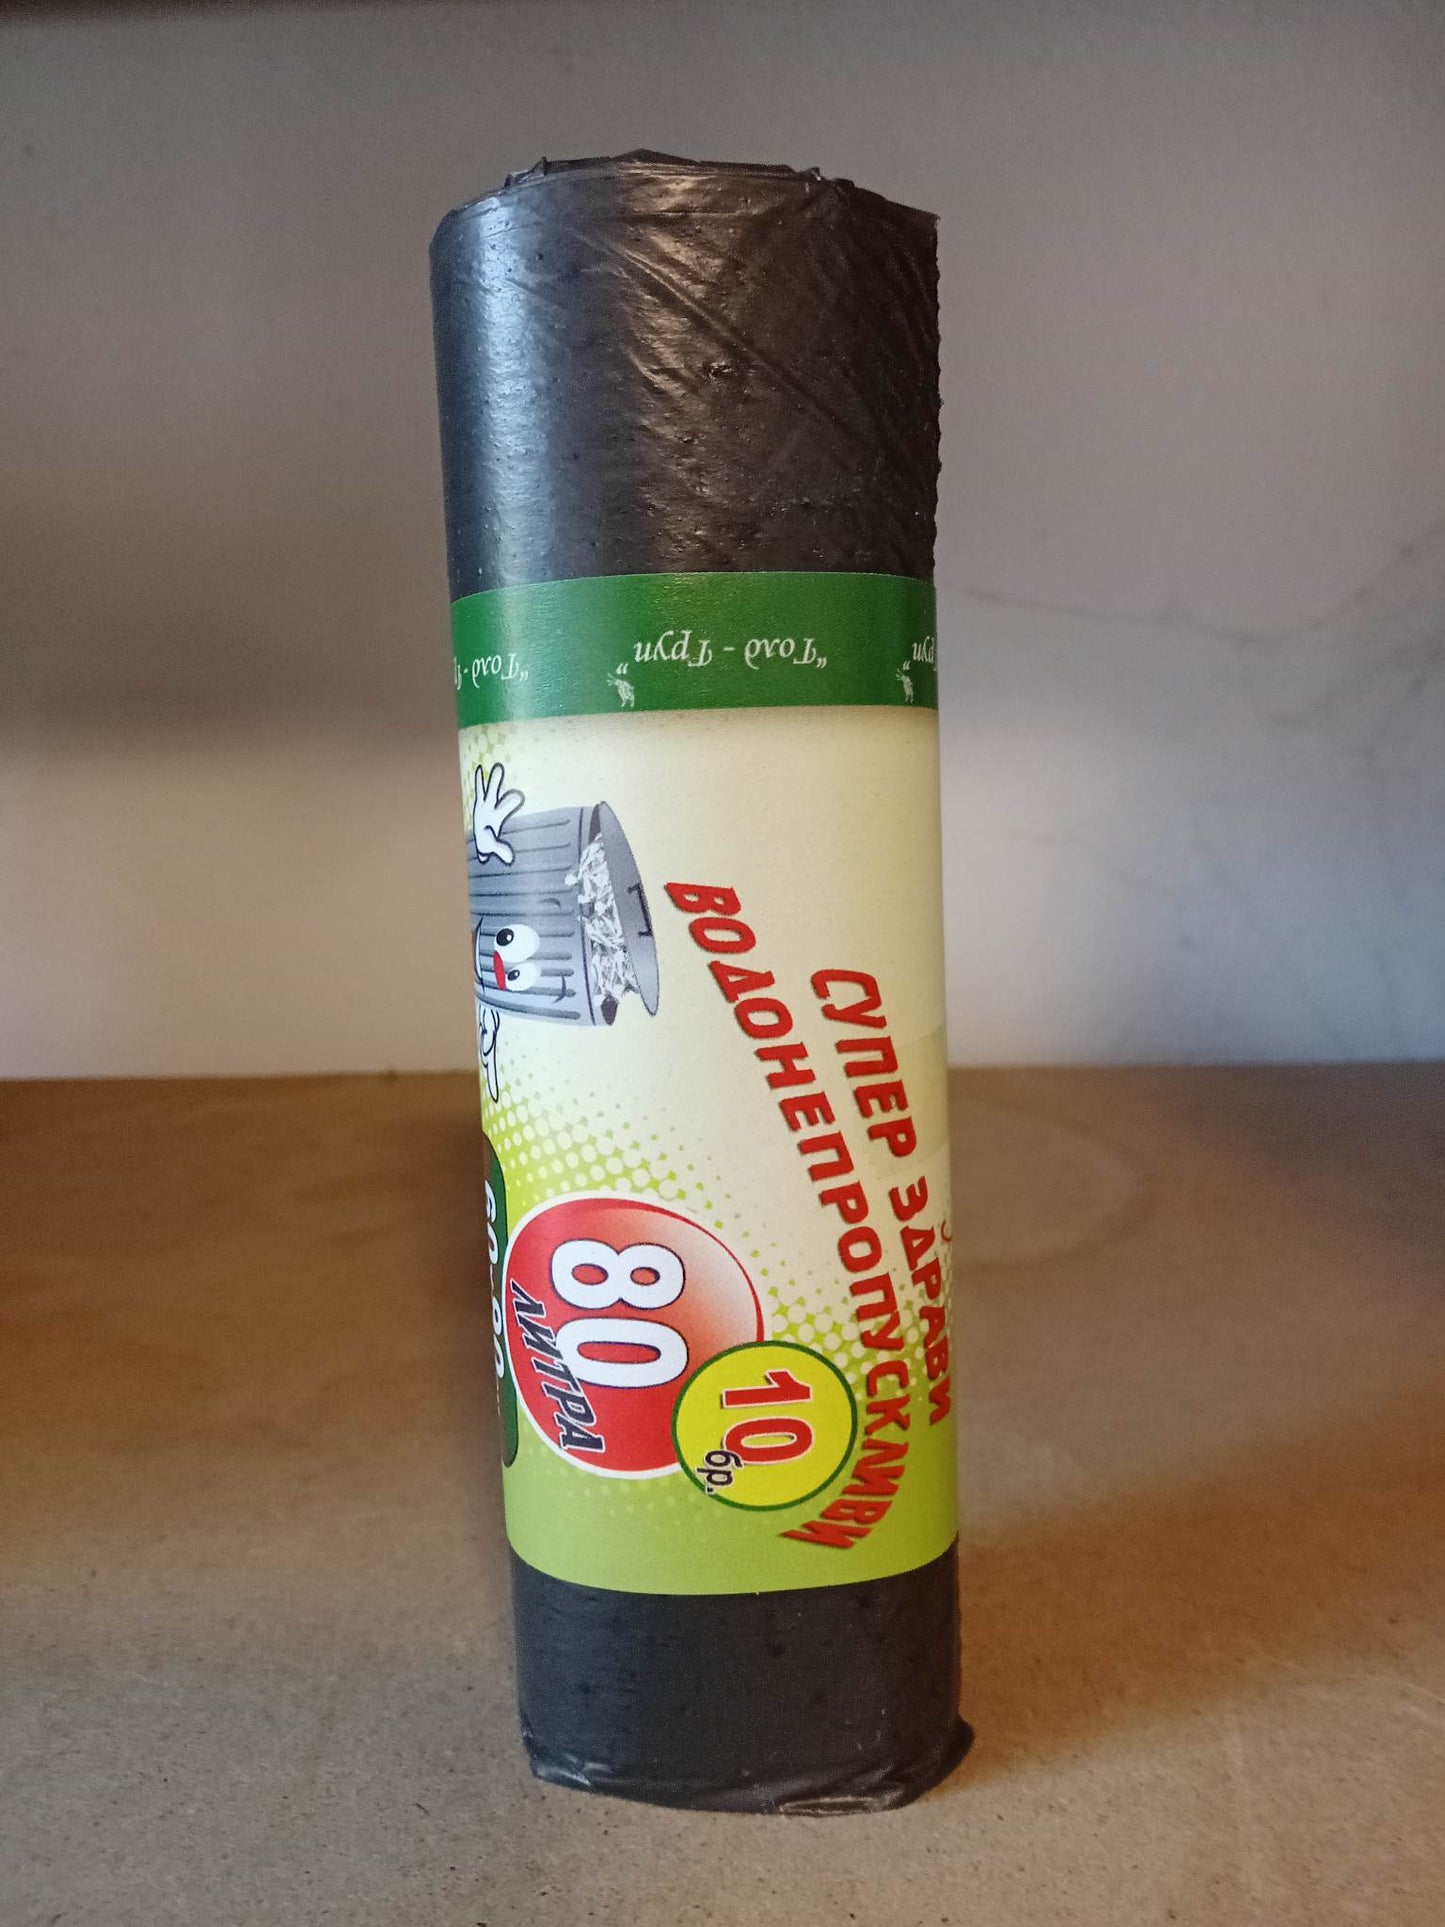 "Голд - Груп"
СУПЕР ЗДРАВИ
ВОДОНЕПРОПУСКЛИВИ
80
ЛИТРА
10
бр.